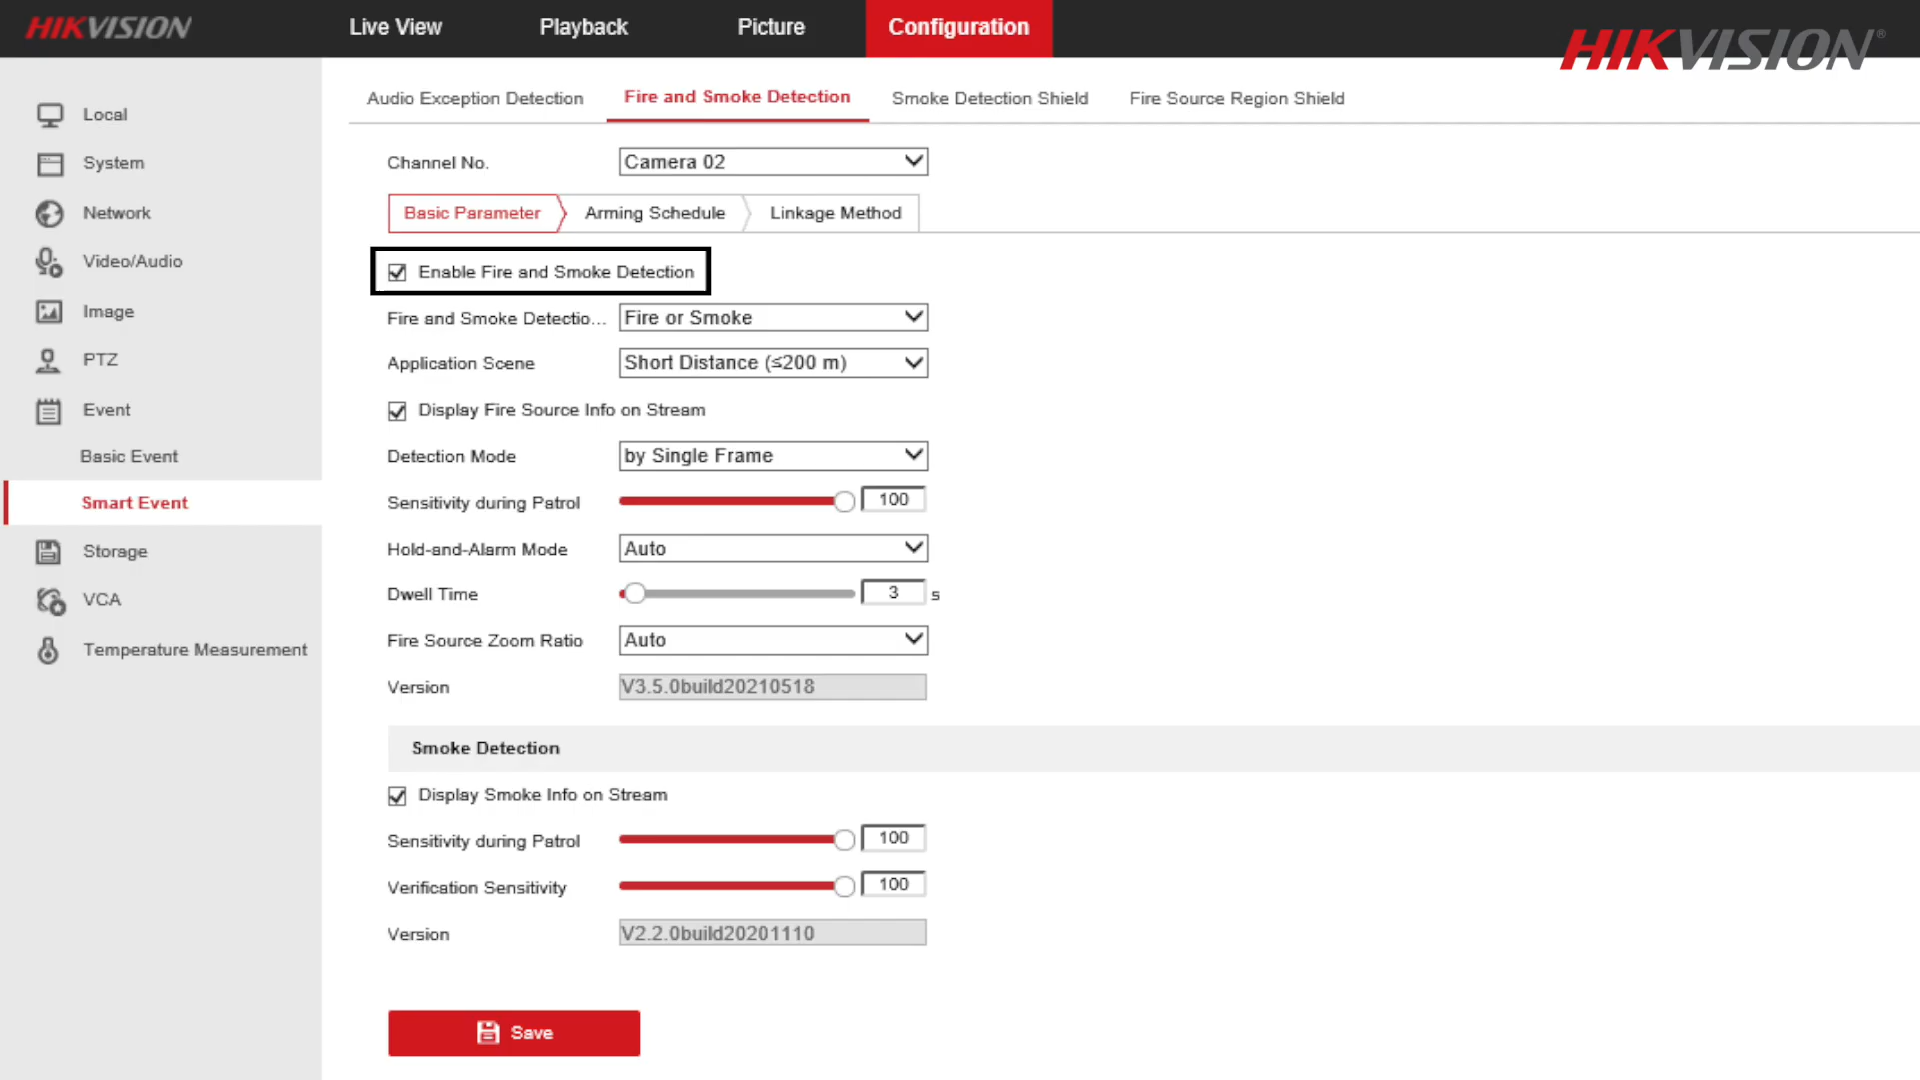 HIKVISION Live View Playback Picture Configuration HIKVISION®
Audio Exception Detection Fire and Smoke Detection Smoke Detection Shield Fire Source Region Shield
Local
System
Network
Video/Audio
Image
PTZ
Event
Basic Event
Smart Event
Storage
VCA
Temperature Measurement
Channel No. Camera 02
Basic Parameter Arming Schedule Linkage Method
Enable Fire and Smoke Detection
Fire and Smoke Detectio... Fire or Smoke
Application Scene Short Distance (≤200 m)
Display Fire Source Info on Stream
Detection Mode by Single Frame
Sensitivity during Patrol 100
Hold-and-Alarm Mode Auto
Dwell Time 3 s
Fire Source Zoom Ratio Auto
Version V3.5.0build20210518
Smoke Detection
Display Smoke Info on Stream
Sensitivity during Patrol 100
Verification Sensitivity 100
Version V2.2.0build20201110
Save